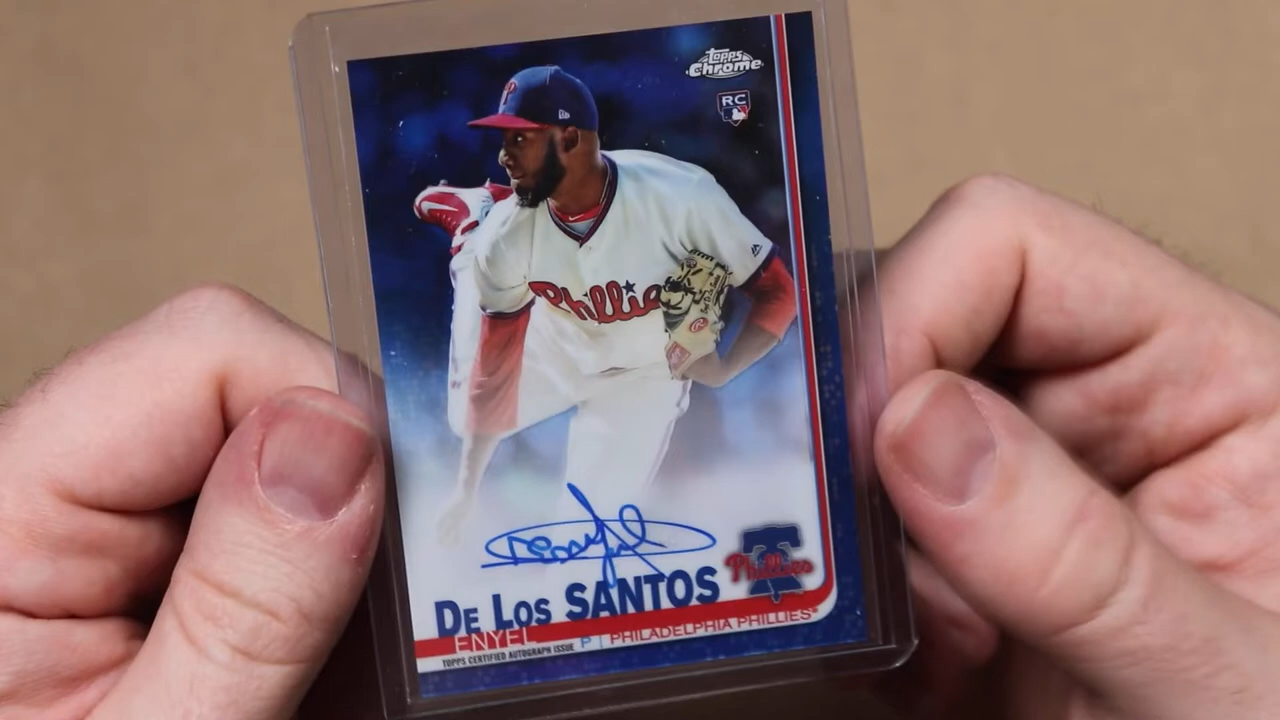 Topps
Chrome
RC
P
Phillies
DE LOS SANTOS
Phillies
ENYEL P | PHILADELPHIA PHILLIES®
TOPPS CERTIFIED AUTOGRAPH ISSUE